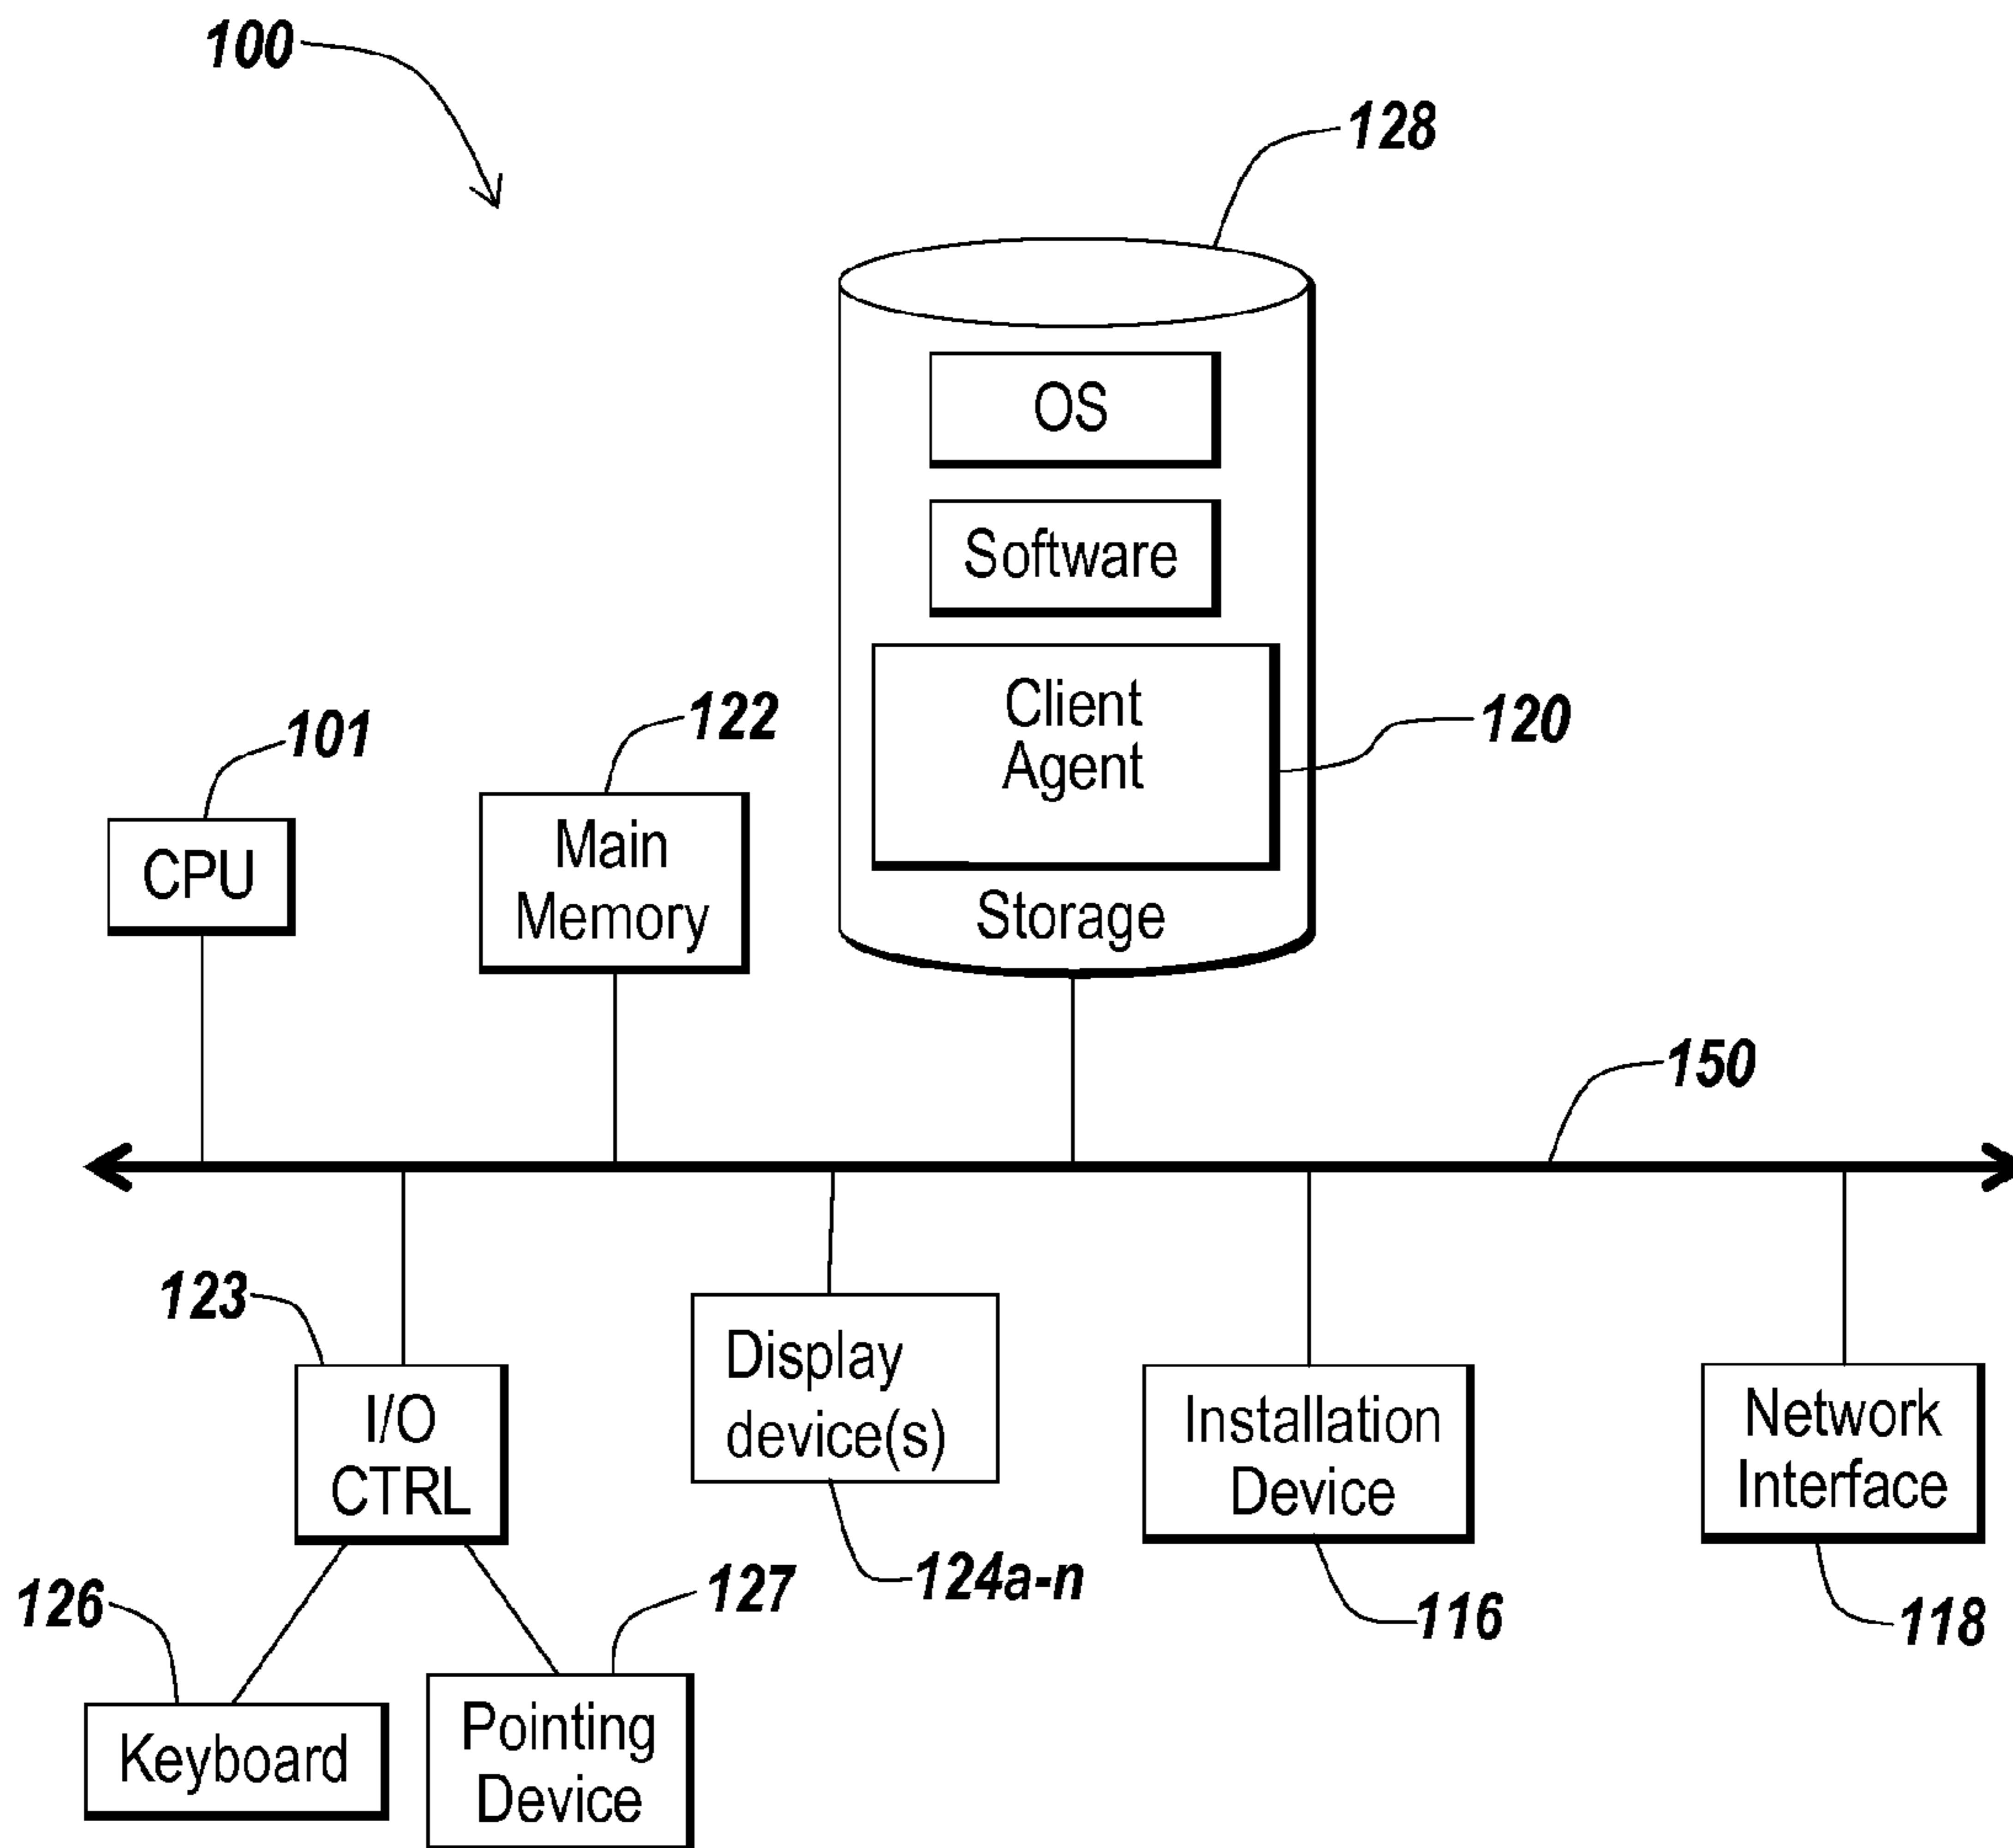 100
128
OS
Software
Client
Agent
120
Storage
101
CPU
122
Main
Memory
150
123
I/O
CTRL
Display
device(s)
124a-n
Installation
Device
116
Network
Interface
118
126
Keyboard
127
Pointing
Device